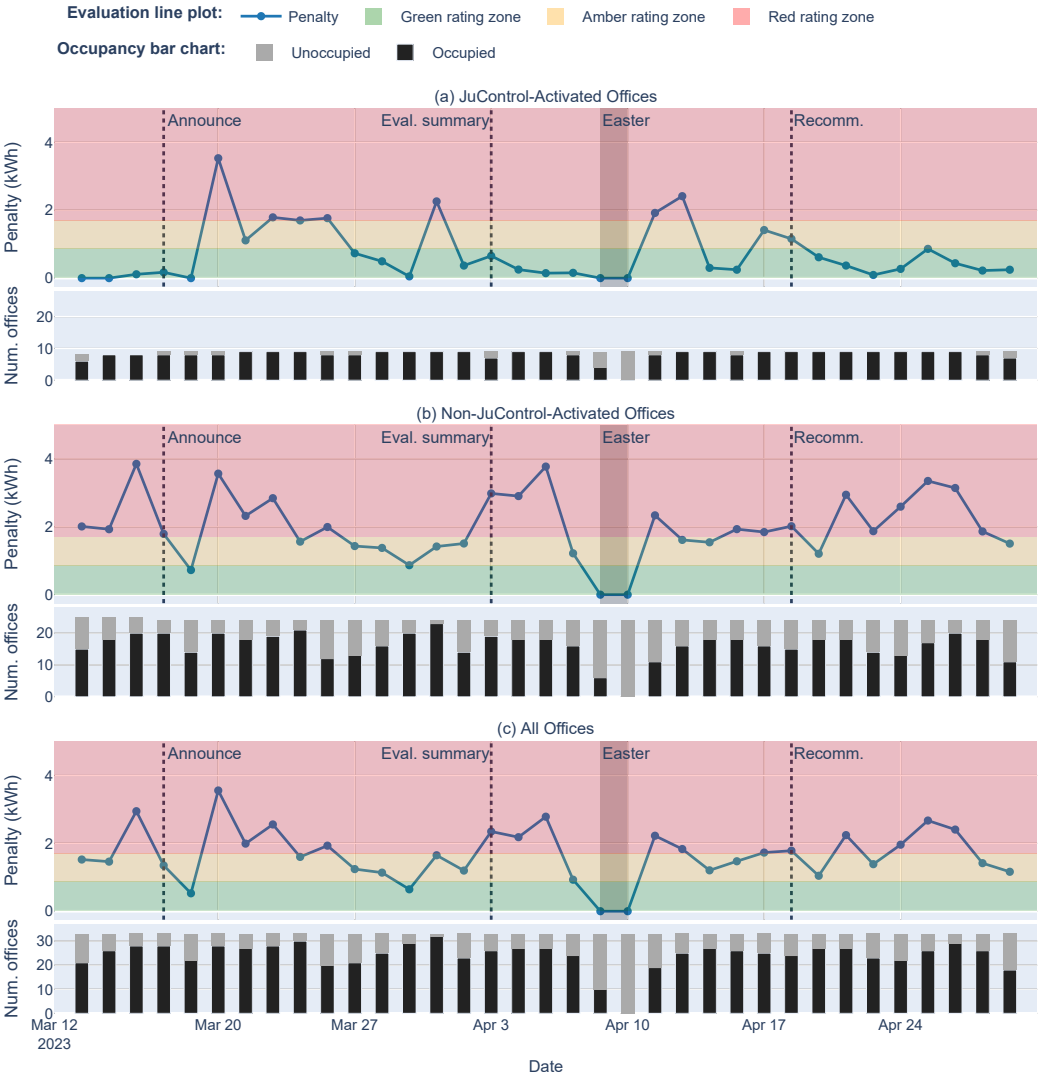 Evaluation line plot: Penalty Green rating zone Amber rating zone Red rating zone
Occupancy bar chart: Unoccupied Occupied
(a) JuControl-Activated Offices
Announce Eval. summary Easter Recomm.
Penalty (kWh)
4
2
0
Num. offices
20
10
0
(b) Non-JuControl-Activated Offices
Announce Eval. summary Easter Recomm.
Penalty (kWh)
4
2
0
Num. offices
20
10
0
(c) All Offices
Announce Eval. summary Easter Recomm.
Penalty (kWh)
4
2
0
Num. offices
30
20
10
0
Mar 12 Mar 20 Mar 27 Apr 3 Apr 10 Apr 17 Apr 24
2023
Date